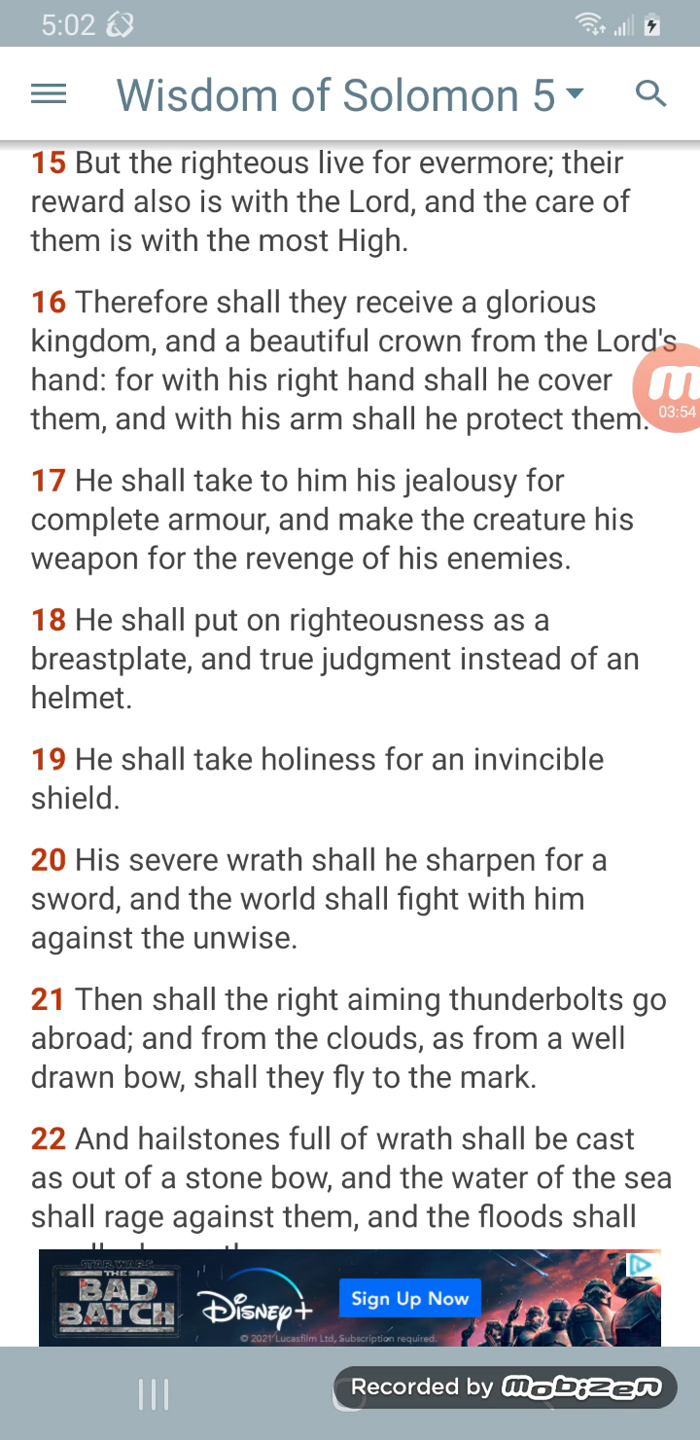 5:02
Wisdom of Solomon 5
15 But the righteous live for evermore; their
reward also is with the Lord, and the care of
them is with the most High.
16 Therefore shall they receive a glorious
kingdom, and a beautiful crown from the Lord's
hand: for with his right hand shall he cover
them, and with his arm shall he protect them.
03:54
17 He shall take to him his jealousy for
complete armour, and make the creature his
weapon for the revenge of his enemies.
18 He shall put on righteousness as a
breastplate, and true judgment instead of an
helmet.
19 He shall take holiness for an invincible
shield.
20 His severe wrath shall he sharpen for a
sword, and the world shall fight with him
against the unwise.
21 Then shall the right aiming thunderbolts go
abroad; and from the clouds, as from a well
drawn bow, shall they fly to the mark.
22 And hailstones full of wrath shall be cast
as out of a stone bow, and the water of the sea
shall rage against them, and the floods shall
STAR WARS
THE
BAD
BATCH
Disney+
Sign Up Now
© 2021 Lucasfilm Ltd, Subscription required.
Recorded by mobizen